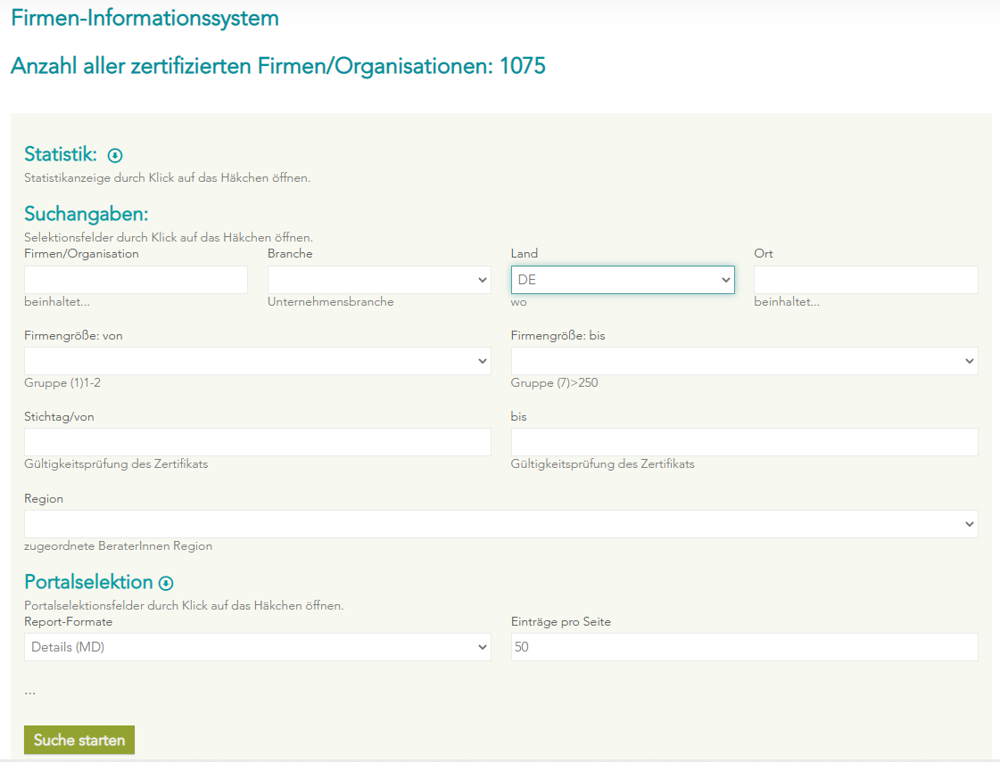 Firmen-Informationssystem
Anzahl aller zertifizierten Firmen/Organisationen: 1075
Statistik:
Statistikanzeige durch Klick auf das Häkchen öffnen.
Suchangaben:
Selektionsfelder durch Klick auf das Häkchen öffnen.
Firmen/Organisation Branche Land Ort
DE
beinhaltet... Unternehmensbranche wo beinhaltet...
Firmengröße: von Firmengröße: bis
Gruppe (1)1-2 Gruppe (7)>250
Stichtag/von bis
Gültigkeitsprüfung des Zertifikats Gültigkeitsprüfung des Zertifikats
Region
zugeordnete BeraterInnen Region
Portalselektion
Portalselektionsfelder durch Klick auf das Häkchen öffnen.
Report-Formate Einträge pro Seite
Details (MD) 50
...
Suche starten